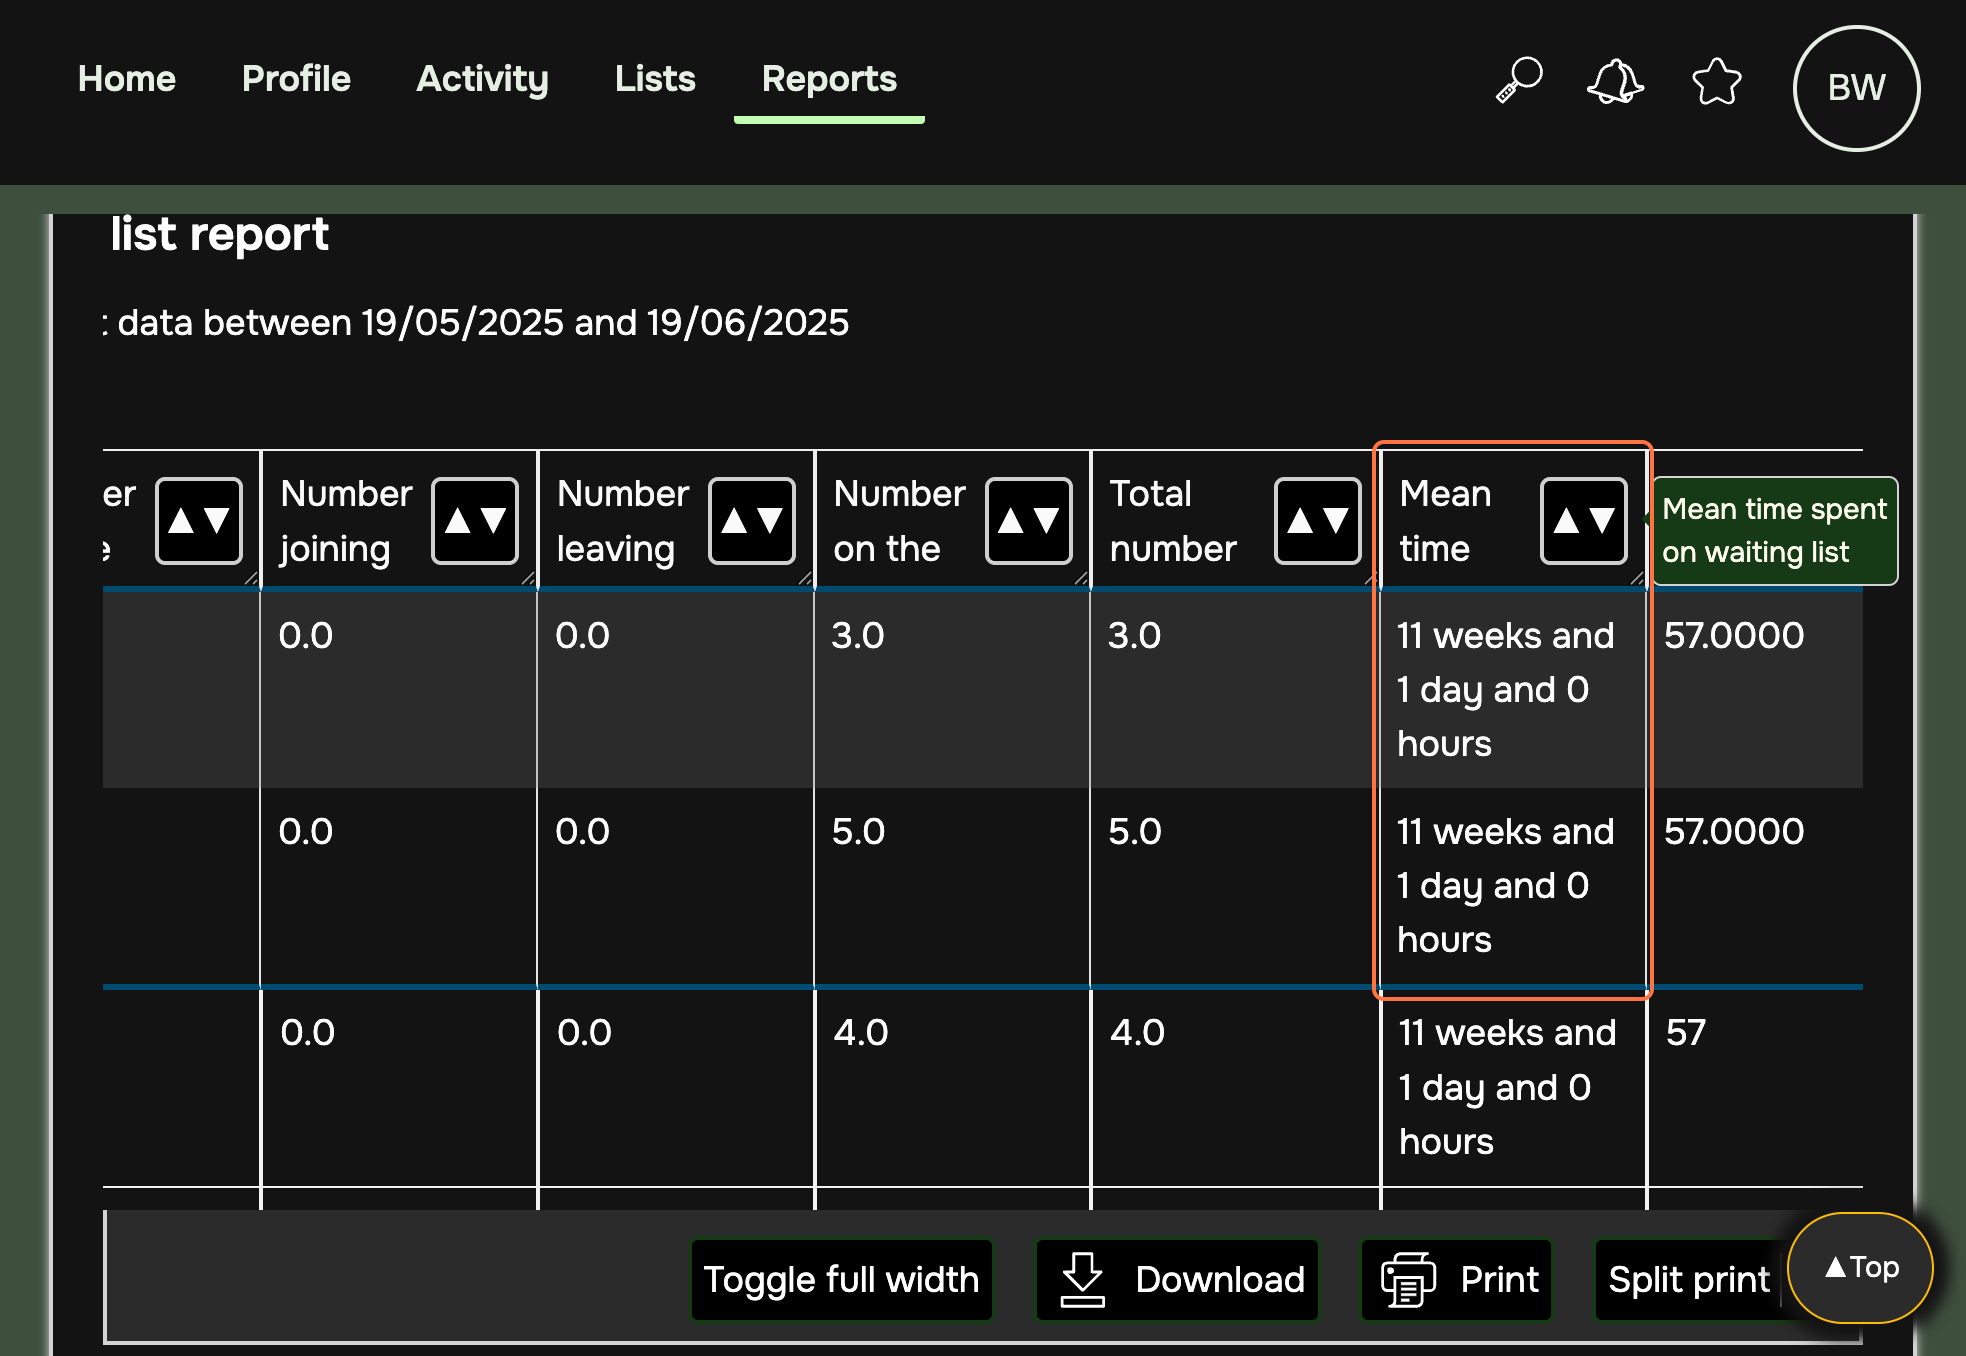 Home Profile Activity Lists Reports BW
list report
: data between 19/05/2025 and 19/06/2025
er Number Number Number Total Mean Mean time spent
e joining leaving on the number time on waiting list
0.0 0.0 3.0 3.0 11 weeks and 57.0000
1 day and 0
hours
0.0 0.0 5.0 5.0 11 weeks and 57.0000
1 day and 0
hours
0.0 0.0 4.0 4.0 11 weeks and 57
1 day and 0
hours
Toggle full width Download Print Split print ▲Top